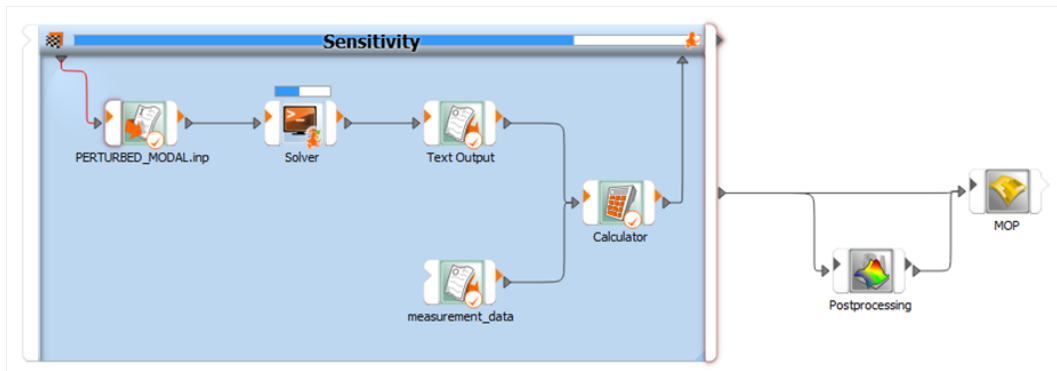 Sensitivity
PERTURBED_MODAL.inp
Solver
Text Output
Calculator
MOP
measurement_data
Postprocessing